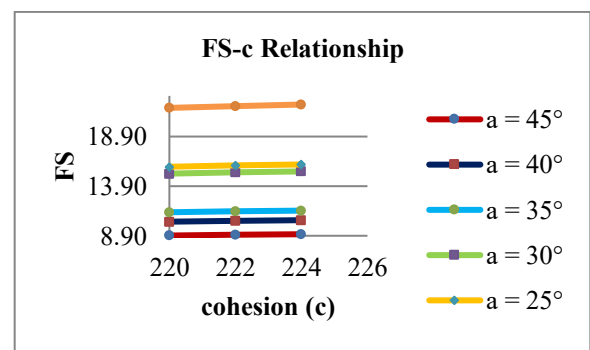 FS-c Relationship
FS
18.90
13.90
8.90
220 222 224 226
cohesion (c)
a = 45°
a = 40°
a = 35°
a = 30°
a = 25°